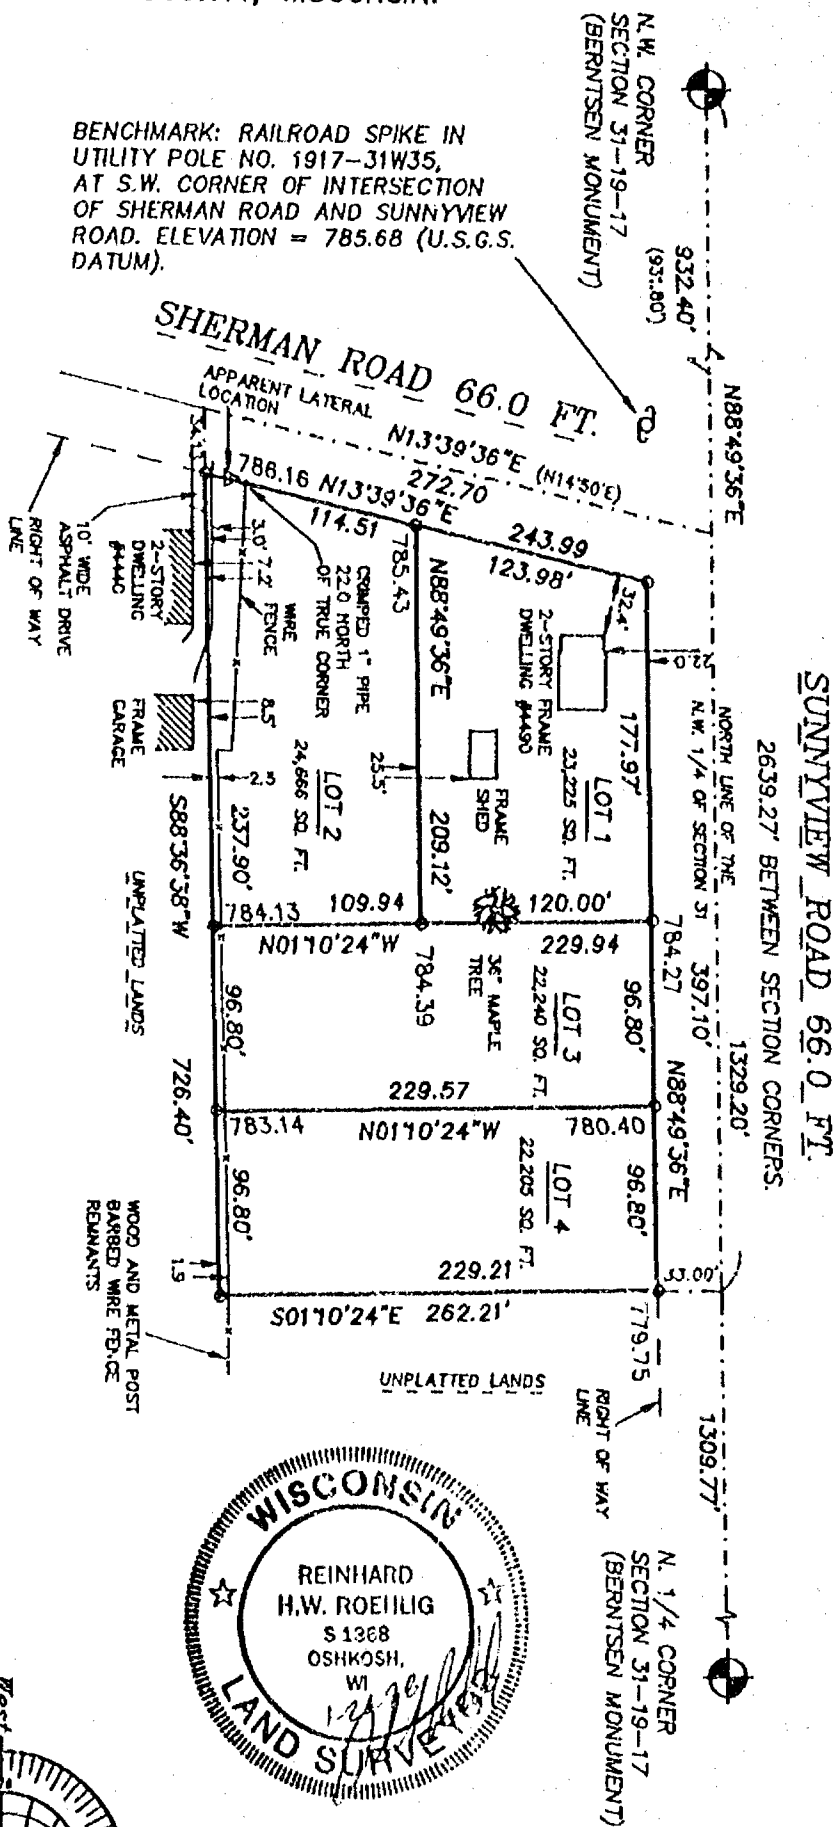 BENCHMARK: RAILROAD SPIKE IN
UTILITY POLE NO. 1917-31W35,
AT S.W. CORNER OF INTERSECTION
OF SHERMAN ROAD AND SUNNYVIEW
ROAD. ELEVATION = 785.68 (U.S.G.S.
DATUM).
N.W. CORNER
SECTION 31-19-17
(BERNTSEN MONUMENT)
932.40'
N88°49'36"E
SUNNYVIEW ROAD 66.0 FT.
2639.27' BETWEEN SECTION CORNERS.
NORTH LINE OF THE
N.W. 1/4 OF SECTION 31
397.10'
1329.20'
1309.77'
N. 1/4 CORNER
SECTION 31-19-17
(BERNTSEN MONUMENT)
SHERMAN ROAD 66.0 FT.
APPARENT LATERAL
LOCATION
N13°39'36"E (N14°50'E)
272.70
786.16 N13°39'36"E
114.51
243.99
123.98'
785.43
N88°49'36"E
209.12'
32.4'
22.0'
177.97'
2-STORY FRAME
DWELLING #4490
LOT 1
23,225 SQ. FT.
FRAME
SHED
25.5'
CRIMPED 1" PIPE
22.0 NORTH
OF TRUE CORNER
LOT 2
24,666 SQ. FT.
WIRE
FENCE
3.0'
7.2'
8.5'
2.3
2-STORY
DWELLING
10' WIDE
ASPHALT DRIVE
RIGHT OF WAY
LINE
FRAME
GARAGE
237.90'
S88°36'38"W
UNPLATTED LANDS
784.13
109.94
120.00'
N01°10'24"W
229.94
784.39
36" MAPLE
TREE
784.27
96.80'
N88°49'36"E
96.80'
LOT 3
22,240 SQ. FT.
96.80'
726.40'
96.80'
229.57
783.14
N01°10'24"W
780.40
LOT 4
22,205 SQ. FT.
33.00'
229.21
S01°10'24"E 262.21'
779.75
1.9
WOOD AND METAL POST
BARBED WIRE FENCE
REMNANTS
UNPLATTED LANDS
RIGHT OF WAY
LINE
WISCONSIN
REINHARD
H.W. ROEHLIG
S 1368
OSHKOSH,
WI
LAND SURVEYOR
West